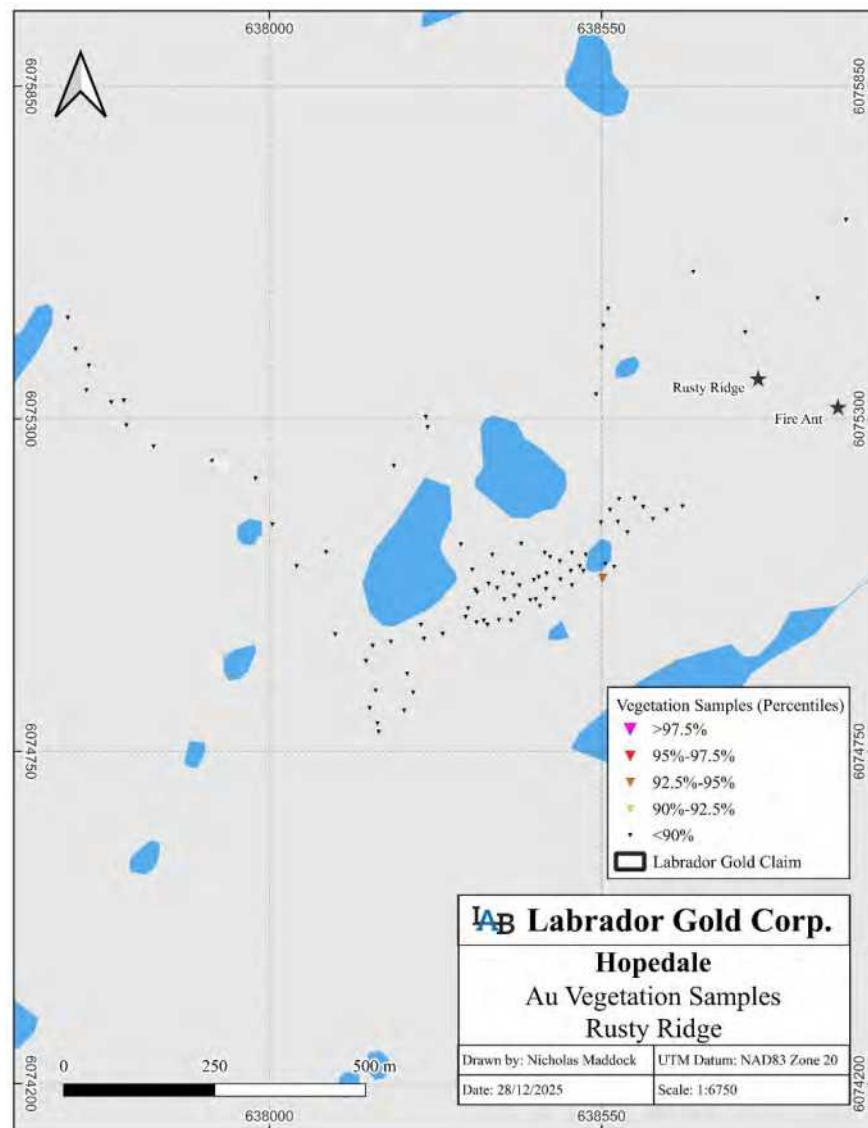 638000
638550
6075850
6075850
Rusty Ridge
Fire Ant
6075300
6075300
Vegetation Samples (Percentiles)
>97.5%
95%-97.5%
92.5%-95%
90%-92.5%
<90%
Labrador Gold Claim
6074750
6074750
LAB Labrador Gold Corp.
Hopedale
Au Vegetation Samples
Rusty Ridge
Drawn by: Nicholas Maddock
UTM Datum: NAD83 Zone 20
Date: 28/12/2025
Scale: 1:6750
0
250
500 m
6074200
6074200
638000
638550